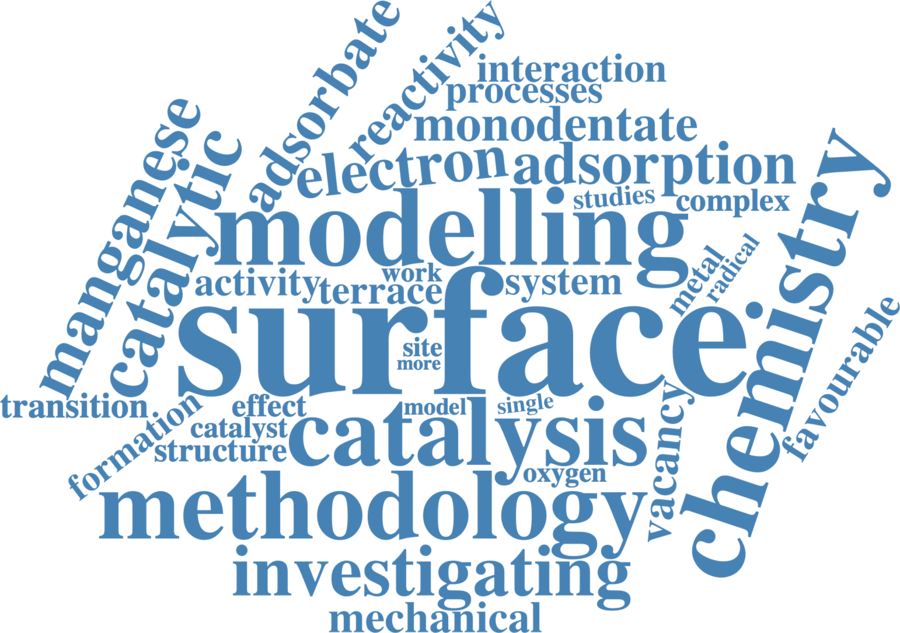 adsorbate
reactivity
interaction
processes
manganese
catalytic
monodentate
electron
adsorption
studies
complex
chemistry
modelling
metal
radical
work
activity
terrace
system
surface
favourable
site
more
transition
formation
effect
model
single
vacancy
catalyst
catalysis
structure
oxygen
methodology
investigating
mechanical